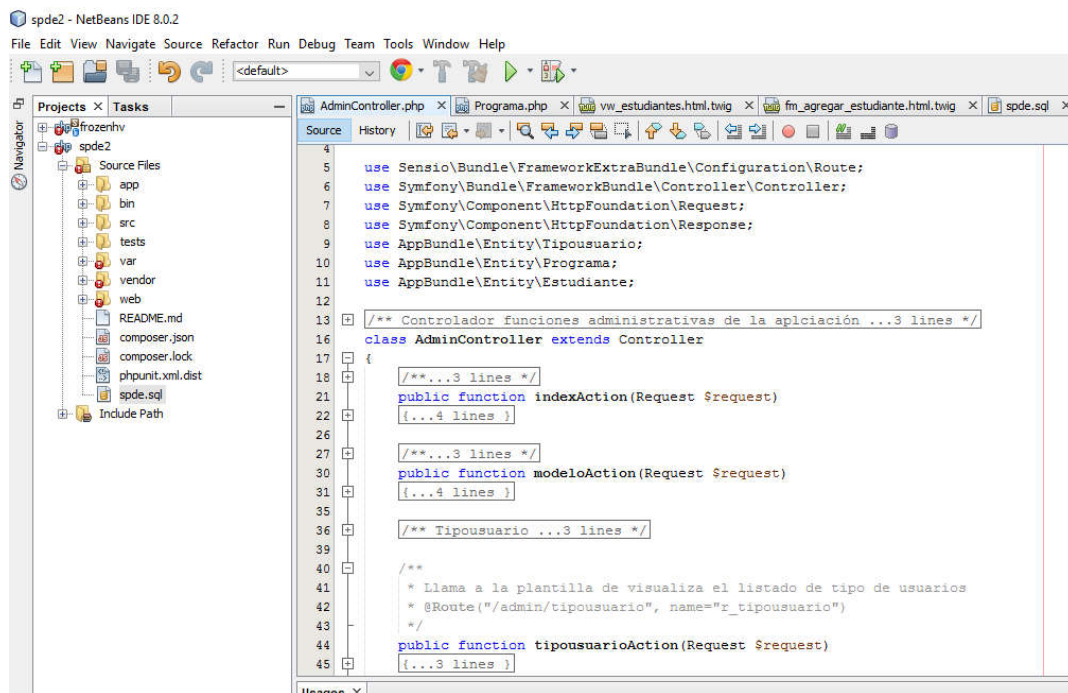 spde2 - NetBeans IDE 8.0.2
File Edit View Navigate Source Refactor Run Debug Team Tools Window Help
<default>
Projects Tasks
Navigator
frozenhv
spde2
Source Files
app
bin
src
tests
var
vendor
web
README.md
composer.json
composer.lock
phpunit.xml.dist
spde.sql
Include Path
AdminController.php Programa.php vw_estudiantes.html.twig fm_agregar_estudiante.html.twig spde.sql
Source History
4
5 use Sensio\Bundle\FrameworkExtraBundle\Configuration\Route;
6 use Symfony\Bundle\FrameworkBundle\Controller\Controller;
7 use Symfony\Component\HttpFoundation\Request;
8 use Symfony\Component\HttpFoundation\Response;
9 use AppBundle\Entity\Tipousuario;
10 use AppBundle\Entity\Programa;
11 use AppBundle\Entity\Estudiante;
12
13 /** Controlador funciones administrativas de la aplciación ...3 lines */
16 class AdminController extends Controller
17 {
18 /**...3 lines */
21 public function indexAction(Request $request)
22 {...4 lines }
26
27 /**...3 lines */
30 public function modeloAction(Request $request)
31 {...4 lines }
35
36 /** Tipousuario ...3 lines */
39
40 /**
41 * Llama a la plantilla de visualiza el listado de tipo de usuarios
42 * @Route("/admin/tipousuario", name="r_tipousuario")
43 */
44 public function tipousuarioAction(Request $request)
45 {...3 lines }
Usages